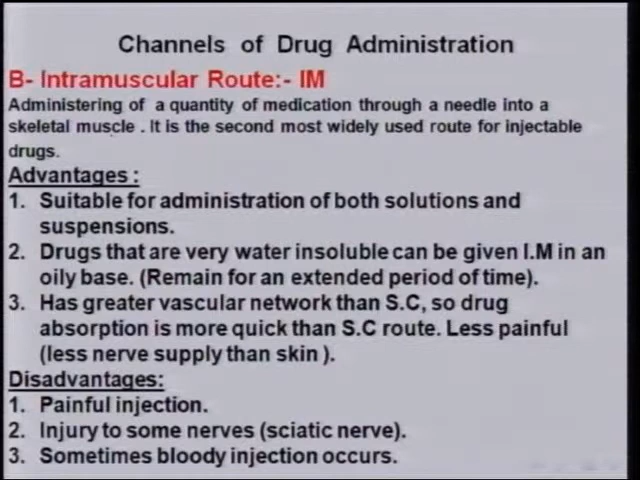 Channels of Drug Administration
B- Intramuscular Route:- IM
Administering of a quantity of medication through a needle into a
skeletal muscle . It is the second most widely used route for injectable
drugs.
Advantages :
1. Suitable for administration of both solutions and
suspensions.
2. Drugs that are very water insoluble can be given I.M in an
oily base. (Remain for an extended period of time).
3. Has greater vascular network than S.C, so drug
absorption is more quick than S.C route. Less painful
(less nerve supply than skin ).
Disadvantages:
1. Painful injection.
2. Injury to some nerves (sciatic nerve).
3. Sometimes bloody injection occurs.